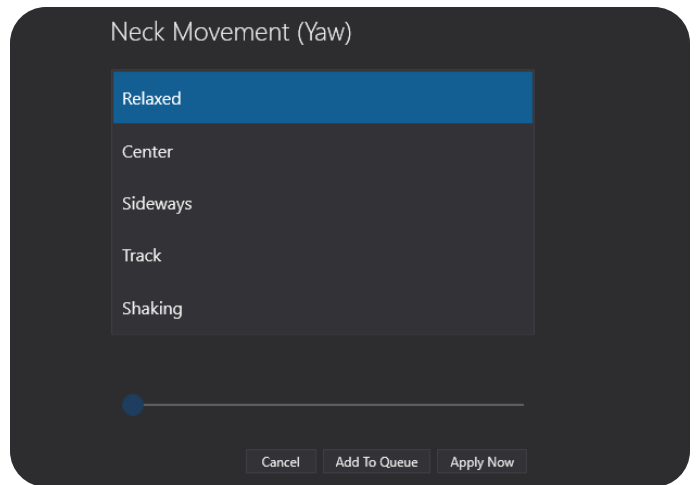 Neck Movement (Yaw)
Relaxed
Center
Sideways
Track
Shaking
Cancel Add To Queue Apply Now